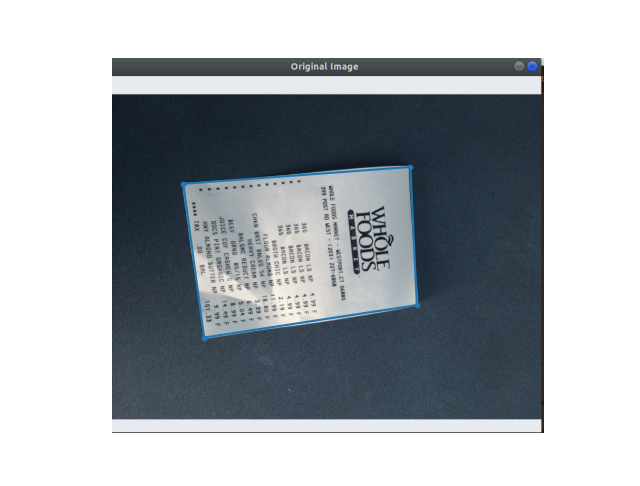 Original Image
WHOLE
FOODS
MARKET
WHOLE FOODS MARKET - WESTPORT,CT 06880
399 POST RD WEST - (203) 227-6858
365 BACON LS NP 4.99 F
365 BACON LS NP 4.99 F
365 BACON LS NP 4.99 F
365 BACON LS NP 4.99 F
BROTH CHIC NP 2.19 F
FLOUR ALMOND NP 11.99 F
CHKN BRST BNLSS SK NP 18.80 F
HEAVY CREAM NP 3.39 F
BALSMC REDUCT NP 6.49 F
BEEF GRND 85/15 NP 5.04 F
JUICE COF CASHEW C NP 8.99 F
DOCS PINT ORGANIC NP 14.49 F
HNY ALMOND BUTTER NP 9.99 F
**** TAX .00 BAL 101.33